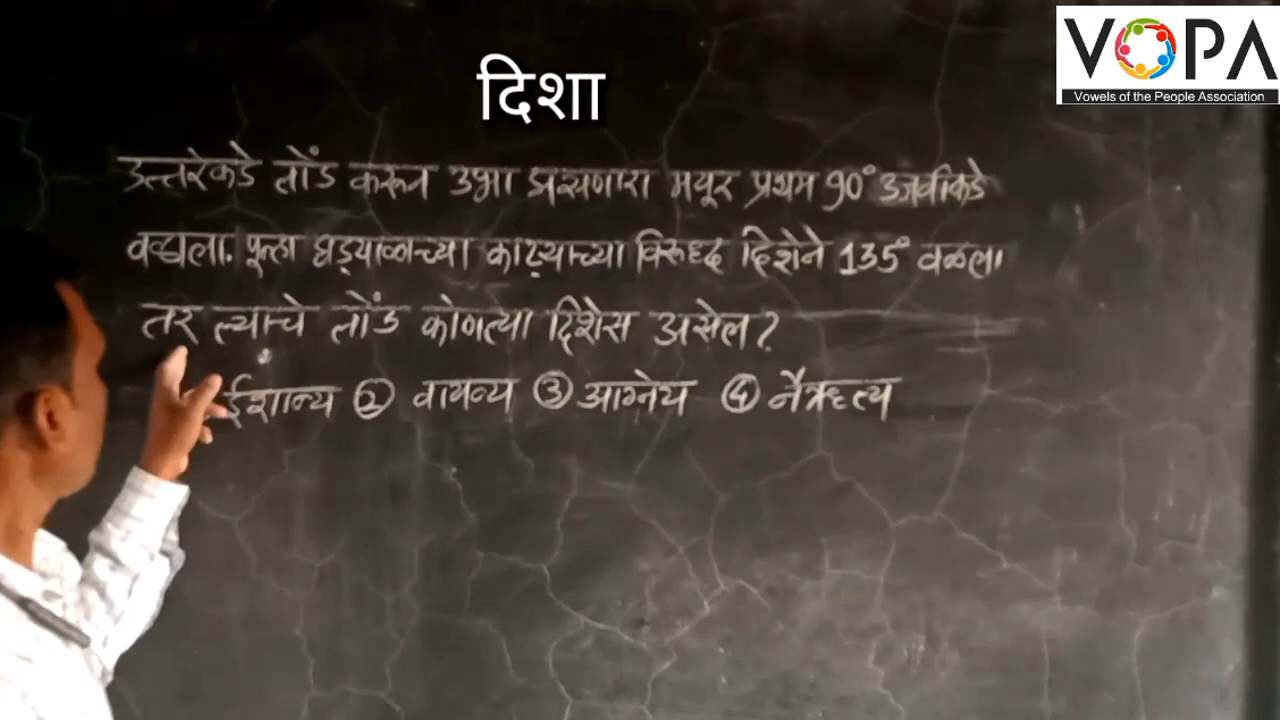 VOPA
Vowels of the People Association
दिशा
उत्तरेकडे तोंड करून उभा असणारा मयूर प्रथम 90° उजवीकडे
वळाला. पून्हा घड्याळाच्या काट्याच्या विरुध्द दिशेने 135° वळला
तर त्याचे तोंड कोणत्या दिशेस असेल?
ईशान्य ② वायव्य ③ आग्नेय ④ नैऋत्य